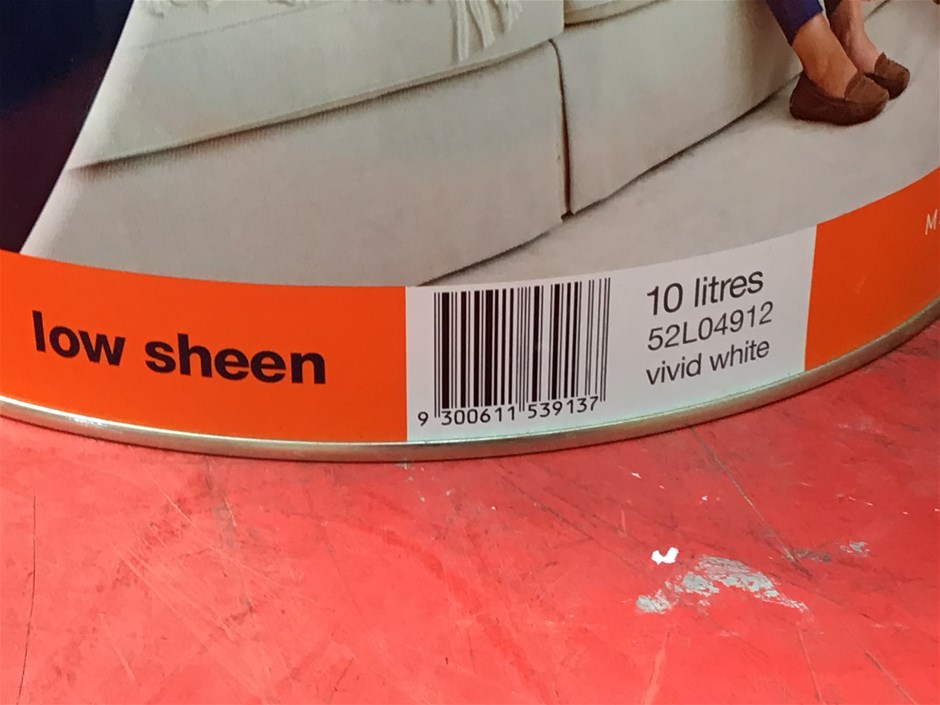 low sheen
9 300611 539137
10 litres
52L04912
vivid white
M